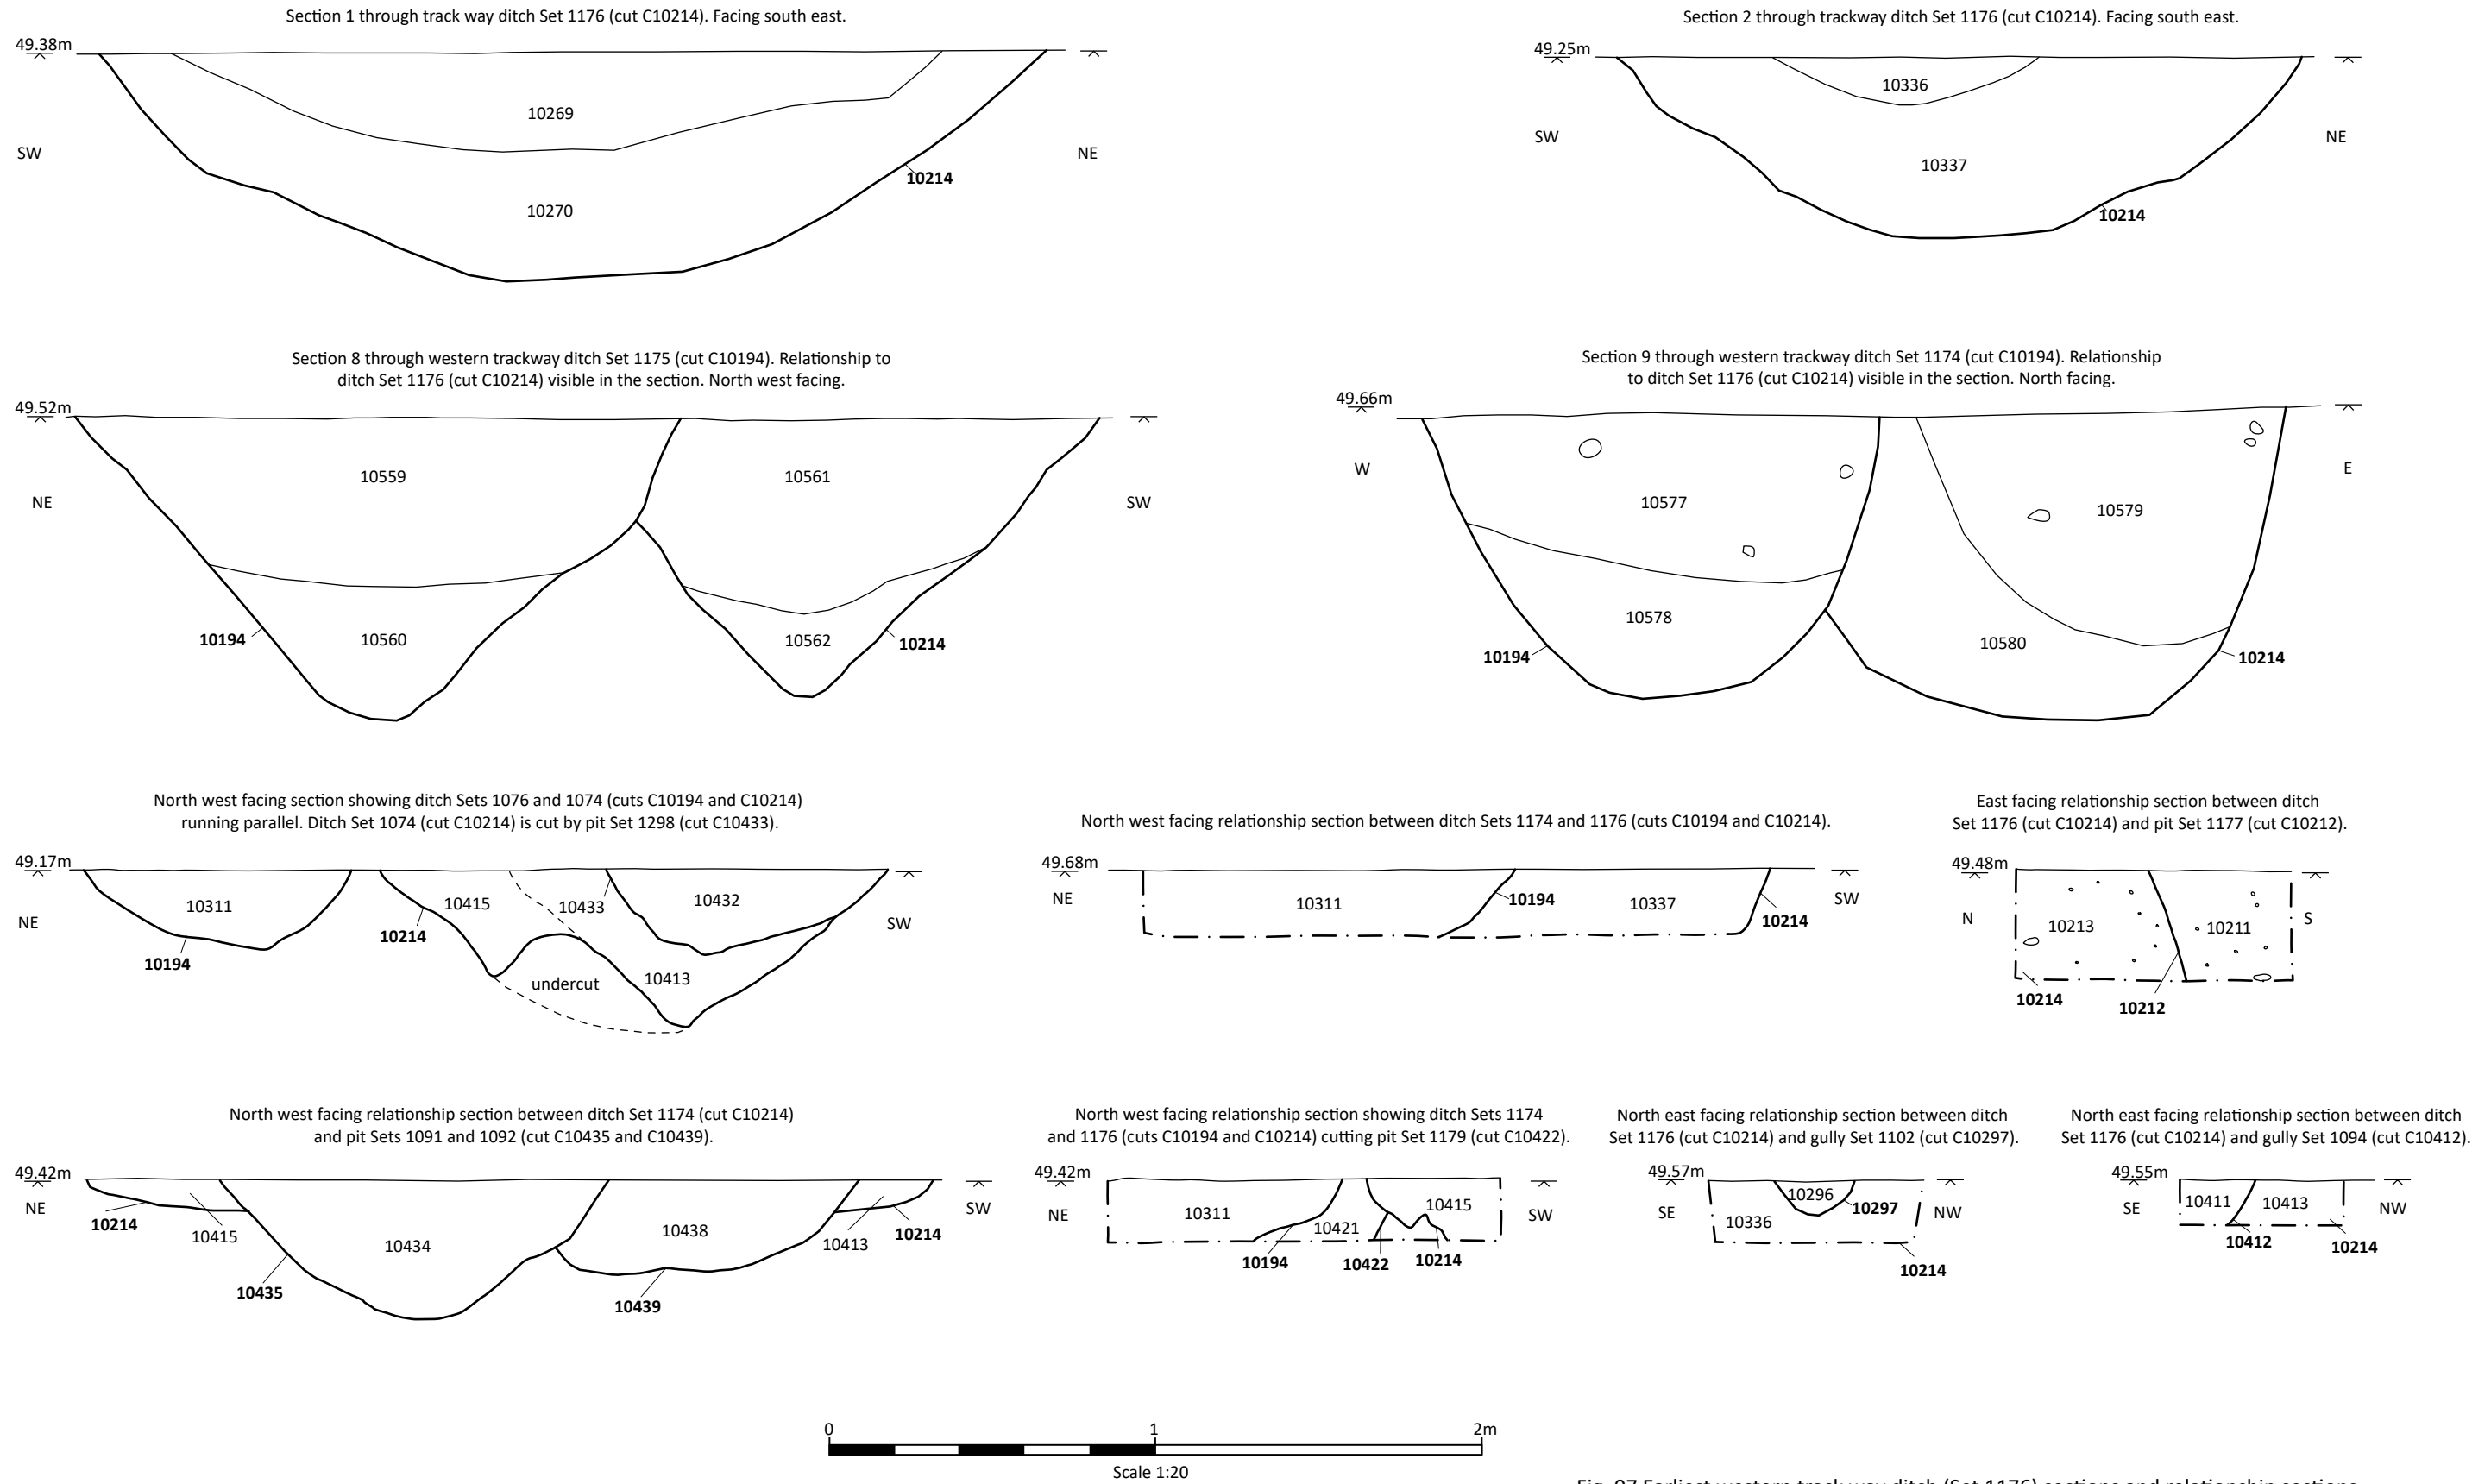 Section 1 through track way ditch Set 1176 (cut C10214). Facing south east.
49.38m
SW
NE
10269
10270
10214
Section 2 through trackway ditch Set 1176 (cut C10214). Facing south east.
49.25m
SW
NE
10336
10337
10214
Section 8 through western trackway ditch Set 1175 (cut C10194). Relationship to
ditch Set 1176 (cut C10214) visible in the section. North west facing.
49.52m
NE
SW
10559
10561
10560
10562
10194
10214
Section 9 through western trackway ditch Set 1174 (cut C10194). Relationship
to ditch Set 1176 (cut C10214) visible in the section. North facing.
49.66m
W
E
10577
10579
10578
10580
10194
10214
North west facing section showing ditch Sets 1076 and 1074 (cuts C10194 and C10214)
running parallel. Ditch Set 1074 (cut C10214) is cut by pit Set 1298 (cut C10433).
49.17m
NE
SW
10311
10415
10433
10432
10214
10194
undercut
10413
North west facing relationship section between ditch Sets 1174 and 1176 (cuts C10194 and C10214).
49.68m
NE
SW
10311
10194
10337
10214
East facing relationship section between ditch
Set 1176 (cut C10214) and pit Set 1177 (cut C10212).
49.48m
N
S
10213
10211
10214
10212
North west facing relationship section between ditch Set 1174 (cut C10214)
and pit Sets 1091 and 1092 (cut C10435 and C10439).
49.42m
NE
SW
10214
10415
10434
10438
10413
10214
10435
10439
North west facing relationship section showing ditch Sets 1174
and 1176 (cuts C10194 and C10214) cutting pit Set 1179 (cut C10422).
49.42m
NE
SW
10311
10421
10415
10194
10422
10214
North east facing relationship section between ditch
Set 1176 (cut C10214) and gully Set 1102 (cut C10297).
49.57m
SE
NW
10296
10297
10336
10214
North east facing relationship section between ditch
Set 1176 (cut C10214) and gully Set 1094 (cut C10412).
49.55m
SE
NW
10411
10413
10412
10214
0
1
2m
Scale 1:20